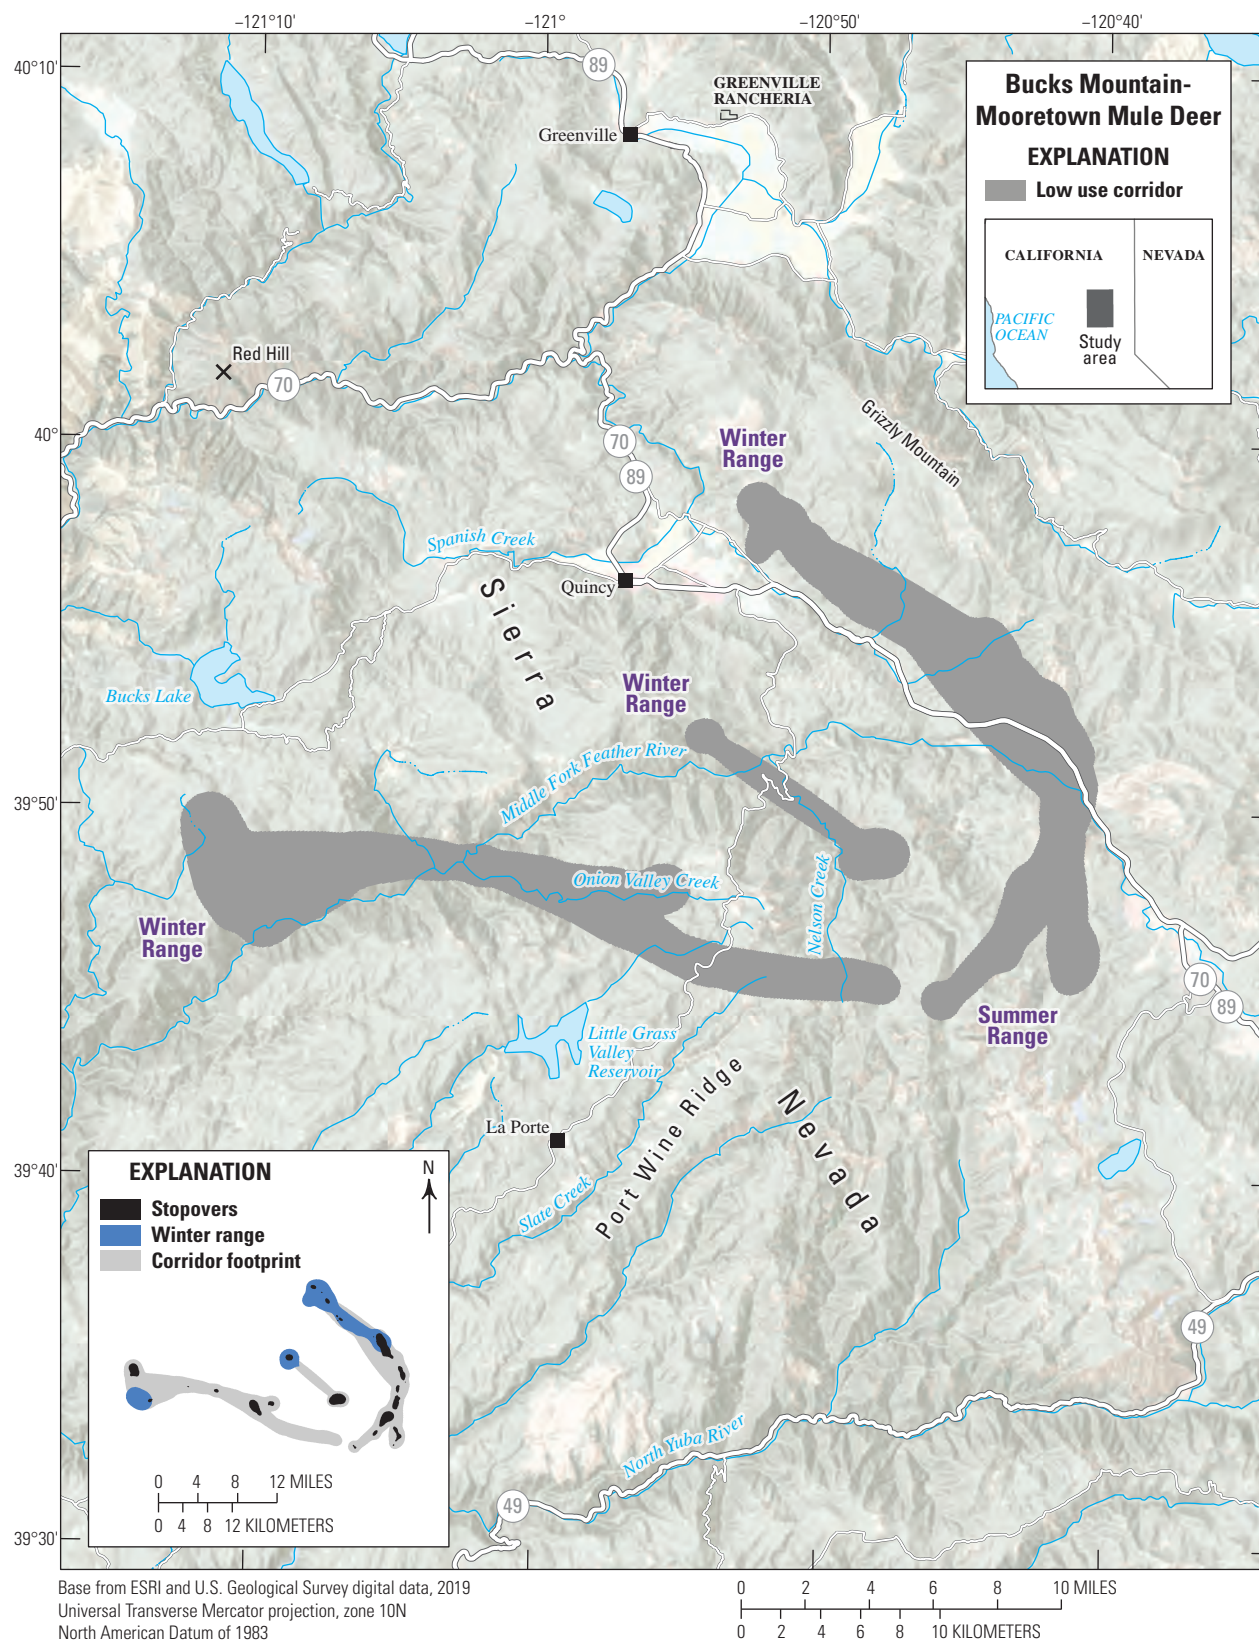 −121°10'
−121°
−120°50'
−120°40'
40°10'
40°
39°50'
39°40'
39°30'
Bucks Mountain-
Mooretown Mule Deer
EXPLANATION
Low use corridor
CALIFORNIA
NEVADA
PACIFIC
OCEAN
Study
area
89
GREENVILLE
RANCHERIA
Greenville
Red Hill
70
Grizzly Mountain
Winter
Range
70
89
Spanish Creek
Quincy
Sierra
Bucks Lake
Winter
Range
Middle Fork Feather River
Onion Valley Creek
Nelson Creek
Winter
Range
70
89
Summer
Range
Little Grass
Valley
Reservoir
Port Wine Ridge
Nevada
La Porte
Slate Creek
49
North Yuba River
49
EXPLANATION
N
Stopovers
Winter range
Corridor footprint
0 4 8 12 MILES
0 4 8 12 KILOMETERS
Base from ESRI and U.S. Geological Survey digital data, 2019
Universal Transverse Mercator projection, zone 10N
North American Datum of 1983
0 2 4 6 8 10 MILES
0 2 4 6 8 10 KILOMETERS